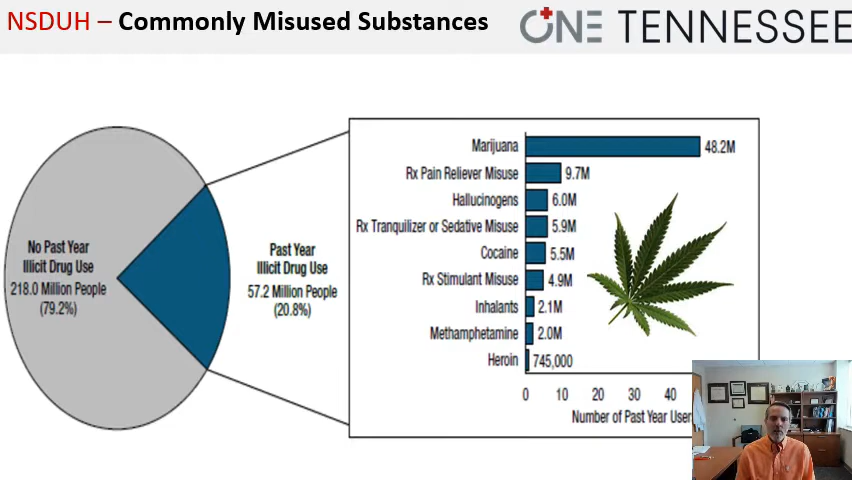 NSDUH – Commonly Misused Substances
ONE TENNESSEE
No Past Year
Illicit Drug Use
218.0 Million People
(79.2%)
Past Year
Illicit Drug Use
57.2 Million People
(20.8%)
Marijuana 48.2M
Rx Pain Reliever Misuse 9.7M
Hallucinogens 6.0M
Rx Tranquilizer or Sedative Misuse 5.9M
Cocaine 5.5M
Rx Stimulant Misuse 4.9M
Inhalants 2.1M
Methamphetamine 2.0M
Heroin 745,000
0 10 20 30 40
Number of Past Year User